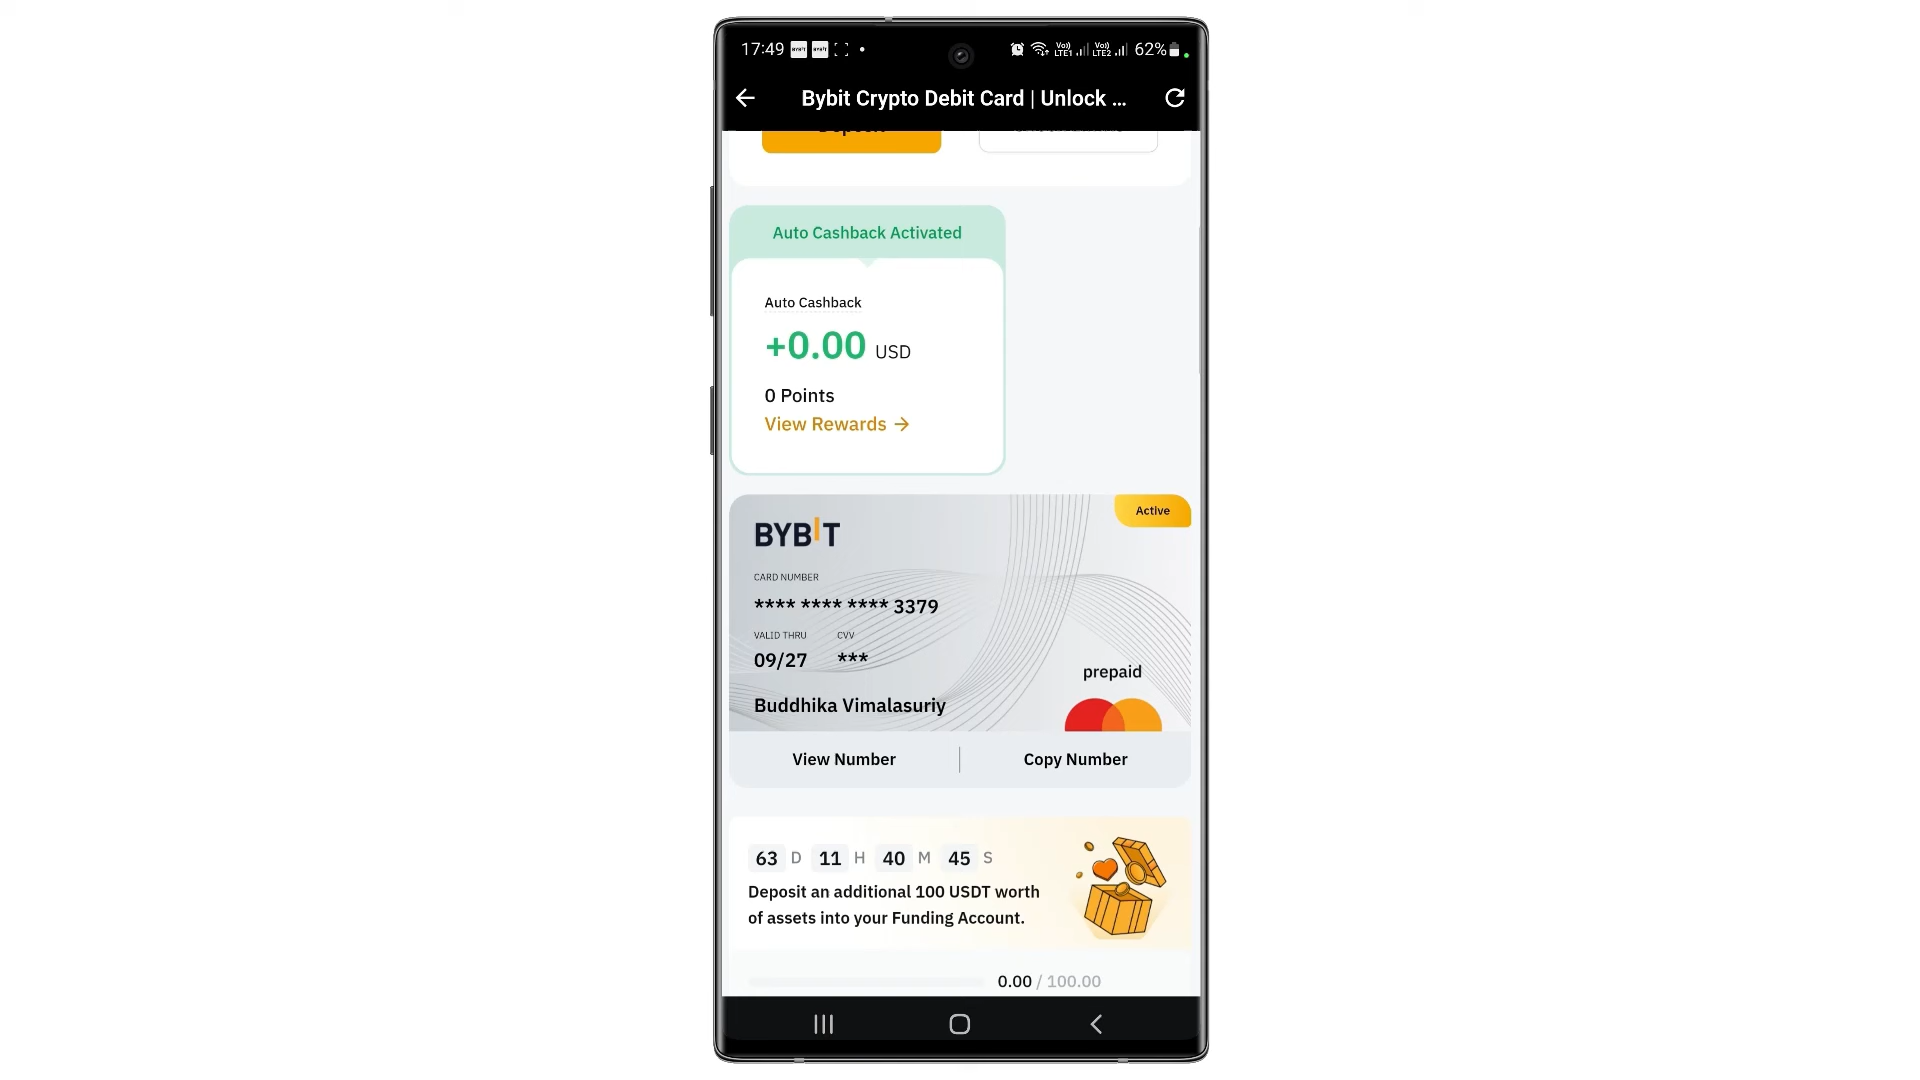 17:49
62%
Bybit Crypto Debit Card | Unlock ...
Auto Cashback Activated
Auto Cashback
+0.00 USD
0 Points
View Rewards →
Active
BYBIT
CARD NUMBER
**** **** **** 3379
VALID THRU CVV
09/27 ***
prepaid
Buddhika Vimalasuriy
View Number Copy Number
63 D 11 H 40 M 45 S
Deposit an additional 100 USDT worth
of assets into your Funding Account.
0.00 / 100.00